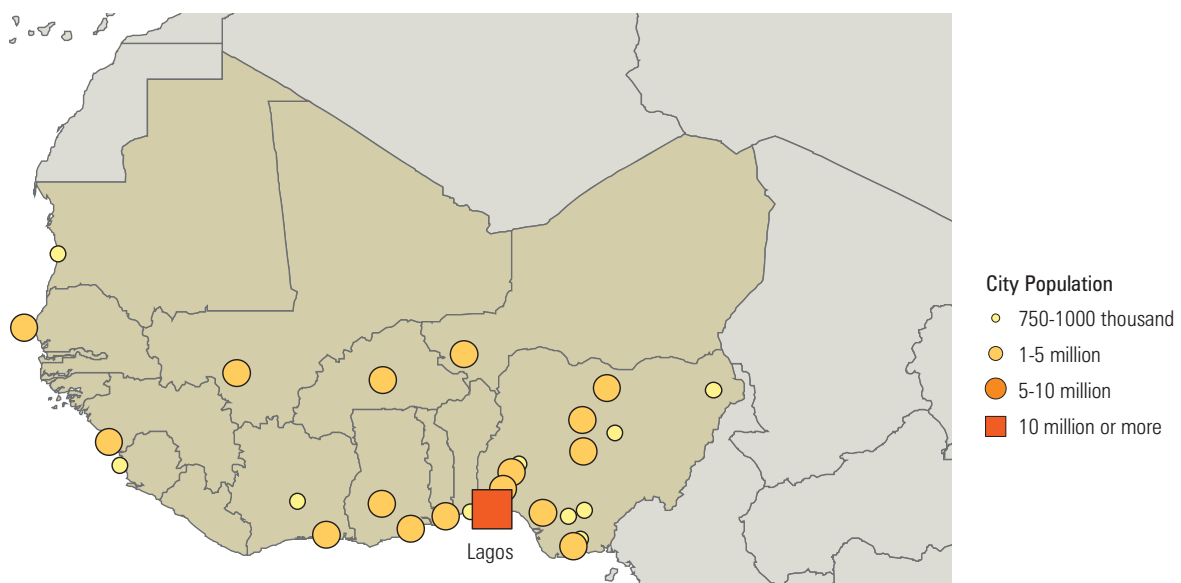 City Population
750-1000 thousand
1-5 million
5-10 million
10 million or more
Lagos